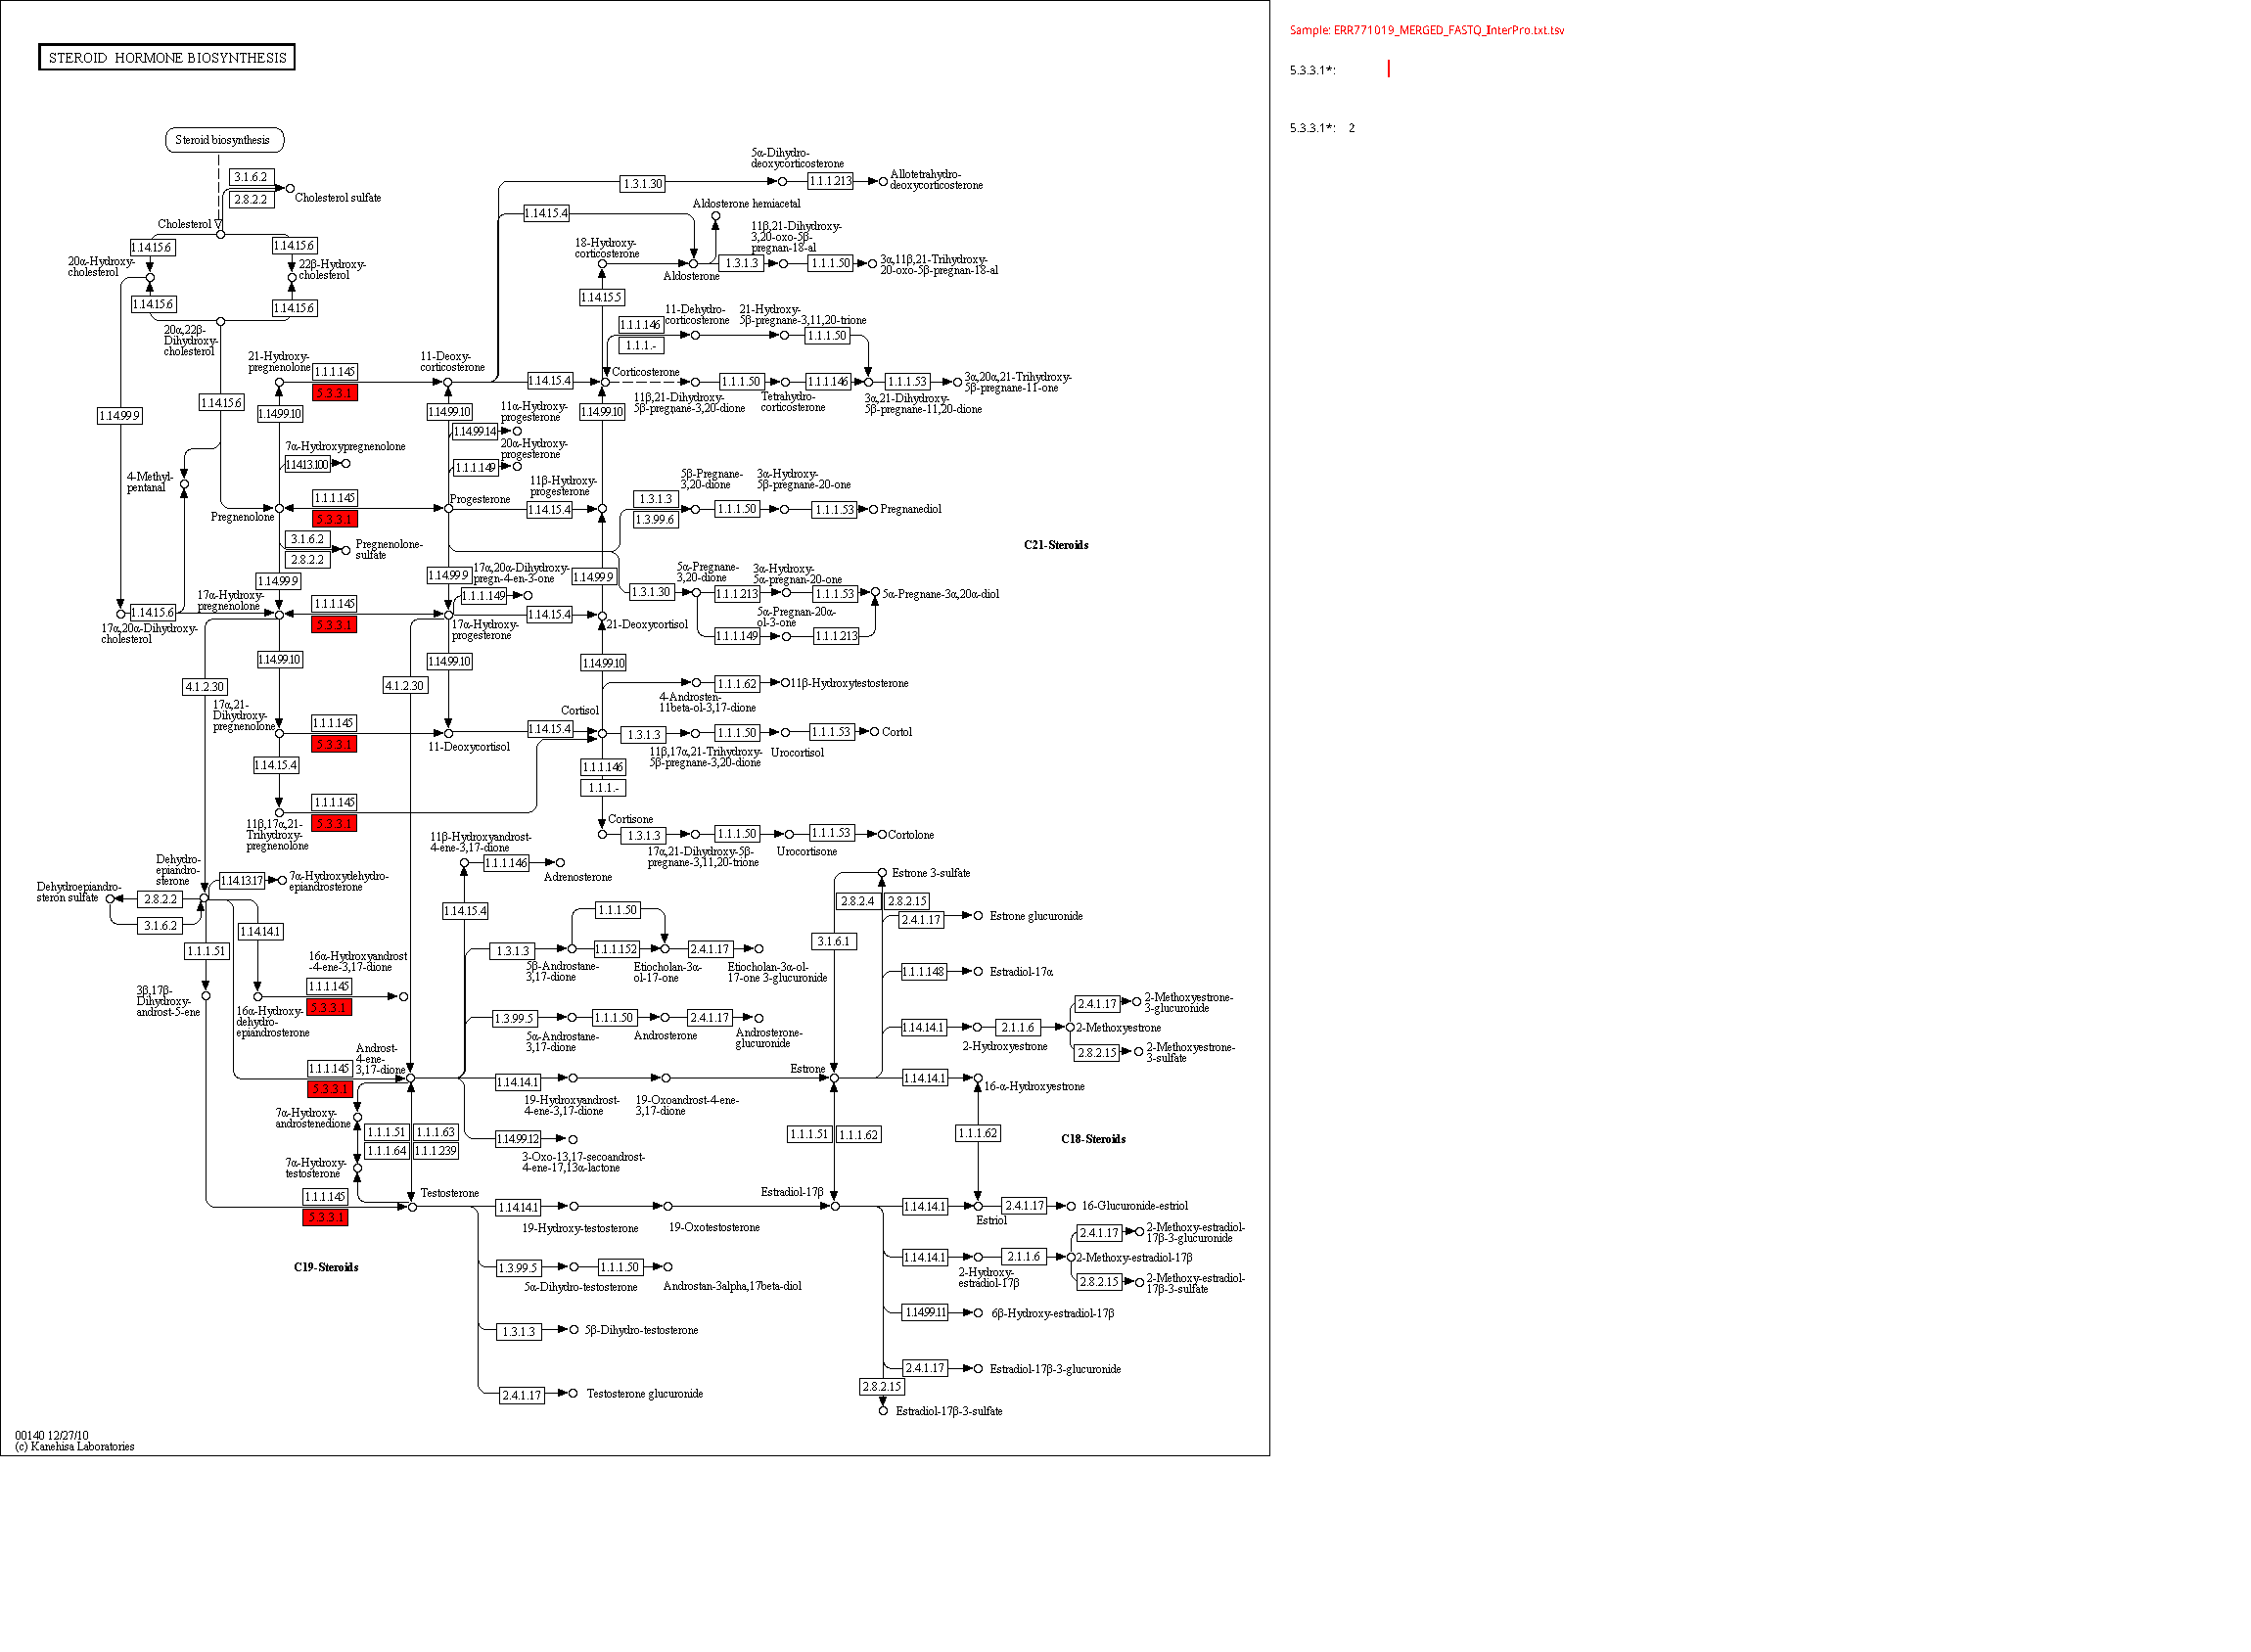 STEROID HORMONE BIOSYNTHESIS
Sample: ERR771019_MERGED_FASTQ_InterPro.txt.tsv
5.3.3.1*:
5.3.3.1*: 2
Steroid biosynthesis
3.1.6.2
2.8.2.2
Cholesterol sulfate
Cholesterol
1.14.15.6
1.14.15.6
20α-Hydroxy-
cholesterol
22β-Hydroxy-
cholesterol
1.14.15.6
1.14.15.6
20α,22β-
Dihydroxy-
cholesterol
1.3.1.30
5α-Dihydro-
deoxycorticosterone
1.1.1.213
Allotetrahydro-
deoxycorticosterone
1.14.15.4
Aldosterone hemiacetal
18-Hydroxy-
corticosterone
Aldosterone
11β,21-Dihydroxy-
3,20-oxo-5β-
pregnan-18-al
1.3.1.3
1.1.1.50
3α,11β,21-Trihydroxy-
20-oxo-5β-pregnan-18-al
1.14.15.5
1.1.1.146
1.1.1.-
11-Dehydro-
corticosterone
21-Hydroxy-
5β-pregnane-3,11,20-trione
1.1.1.50
21-Hydroxy-
pregnenolone
1.1.1.145
5.3.3.1
11-Deoxy-
corticosterone
1.14.15.4
Corticosterone
1.1.1.50
1.1.1.146
1.1.1.53
3α,20α,21-Trihydroxy-
5β-pregnane-11-one
11β,21-Dihydroxy-
5β-pregnane-3,20-dione
Tetrahydro-
corticosterone
3α,21-Dihydroxy-
5β-pregnane-11,20-dione
1.14.99.9
1.14.15.6
1.14.99.10
1.14.99.10
1.14.99.10
11α-Hydroxy-
progesterone
1.14.99.14
7α-Hydroxypregnenolone
1.14.13.100
20α-Hydroxy-
progesterone
1.1.1.149
4-Methyl-
pentanal
Pregnenolone
1.1.1.145
5.3.3.1
Progesterone
11β-Hydroxy-
progesterone
1.14.15.4
1.3.1.3
1.3.99.6
5β-Pregnane-
3,20-dione
1.1.1.50
3α-Hydroxy-
5β-pregnane-20-one
1.1.1.53
Pregnanediol
3.1.6.2
2.8.2.2
Pregnenolone-
sulfate
C21-Steroids
1.14.99.9
1.14.99.9
1.14.99.9
17α,20α-Dihydroxy-
pregn-4-en-3-one
1.1.1.149
1.3.1.30
5α-Pregnane-
3,20-dione
1.1.1.213
3α-Hydroxy-
5α-pregnan-20-one
1.1.1.53
5α-Pregnane-3α,20α-diol
5α-Pregnan-20α-
ol-3-one
1.1.1.149
1.1.1.213
1.14.15.6
17α,20α-Dihydroxy-
cholesterol
17α-Hydroxy-
pregnenolone
1.1.1.145
5.3.3.1
17α-Hydroxy-
progesterone
1.14.15.4
21-Deoxycortisol
1.14.99.10
1.14.99.10
1.14.99.10
4.1.2.30
4.1.2.30
1.1.1.62
11β-Hydroxytestosterone
4-Androsten-
11beta-ol-3,17-dione
17α,21-
Dihydroxy-
pregnenolone
1.1.1.145
5.3.3.1
11-Deoxycortisol
1.14.15.4
Cortisol
1.3.1.3
1.1.1.50
1.1.1.53
Cortol
11β,17α,21-Trihydroxy-
5β-pregnane-3,20-dione
Urocortisol
1.14.15.4
1.1.1.146
1.1.1.-
1.1.1.145
5.3.3.1
11β,17α,21-
Trihydroxy-
pregnenolone
Cortisone
1.3.1.3
1.1.1.50
1.1.1.53
Cortolone
17α,21-Dihydroxy-5β-
pregnane-3,11,20-trione
Urocortisone
11β-Hydroxyandrost-
4-ene-3,17-dione
1.1.1.146
Adrenosterone
Dehydro-
epiandro-
sterone
1.14.13.17
7α-Hydroxydehydro-
epiandrosterone
Dehydroepiandro-
steron sulfate
2.8.2.2
3.1.6.2
1.1.1.51
1.14.14.1
1.14.15.4
Estrone 3-sulfate
2.8.2.4
2.8.2.15
2.4.1.17
Estrone glucuronide
3.1.6.1
1.1.1.50
1.3.1.3
1.1.1.152
2.4.1.17
5β-Androstane-
3,17-dione
Etiocholan-3α-
ol-17-one
Etiocholan-3α-ol-
17-one 3-glucuronide
1.1.1.148
Estradiol-17α
16α-Hydroxyandrost
-4-ene-3,17-dione
1.1.1.145
5.3.3.1
3β,17β-
Dihydroxy-
androst-5-ene
16α-Hydroxy-
dehydro-
epiandrosterone
1.3.99.5
1.1.1.50
2.4.1.17
5α-Androstane-
3,17-dione
Androsterone
Androsterone-
glucuronide
1.14.14.1
2.1.1.6
2-Hydroxyestrone
2.4.1.17
2-Methoxyestrone-
3-glucuronide
2-Methoxyestrone
2.8.2.15
2-Methoxyestrone-
3-sulfate
Androst-
4-ene-
3,17-dione
1.1.1.145
5.3.3.1
1.14.14.1
19-Hydroxyandrost-
4-ene-3,17-dione
19-Oxoandrost-4-ene-
3,17-dione
Estrone
1.14.14.1
16-α-Hydroxyestrone
7α-Hydroxy-
androstenedione
1.1.1.51
1.1.1.63
1.1.1.64
1.1.1.239
1.14.99.12
3-Oxo-13,17-secoandrost-
4-ene-17,13α-lactone
1.1.1.51
1.1.1.62
1.1.1.62
C18-Steroids
7α-Hydroxy-
testosterone
1.1.1.145
5.3.3.1
Testosterone
1.14.14.1
19-Hydroxy-testosterone
19-Oxotestosterone
Estradiol-17β
1.14.14.1
Estriol
2.4.1.17
16-Glucuronide-estriol
C19-Steroids
1.3.99.5
1.1.1.50
5α-Dihydro-testosterone
Androstan-3alpha,17beta-diol
1.14.14.1
2.1.1.6
2-Hydroxy-
estradiol-17β
2.4.1.17
2-Methoxy-estradiol-
17β-3-glucuronide
2-Methoxy-estradiol-17β
2.8.2.15
2-Methoxy-estradiol-
17β-3-sulfate
1.14.99.11
6β-Hydroxy-estradiol-17β
1.3.1.3
5β-Dihydro-testosterone
2.4.1.17
Estradiol-17β-3-glucuronide
2.4.1.17
Testosterone glucuronide
2.8.2.15
Estradiol-17β-3-sulfate
00140 12/27/10
(c) Kanehisa Laboratories